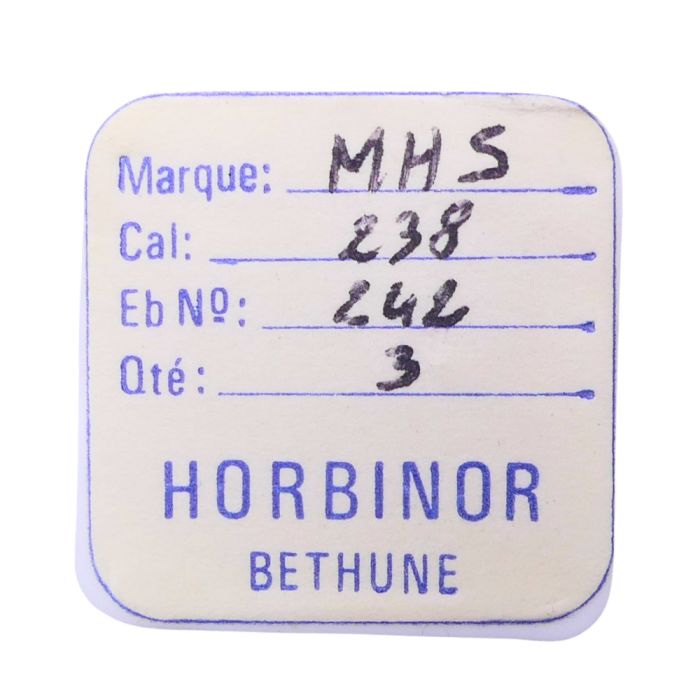 Marque: MHS
Cal: 238
Eb Nº: 242
Qté: 3
HORBINOR
BETHUNE